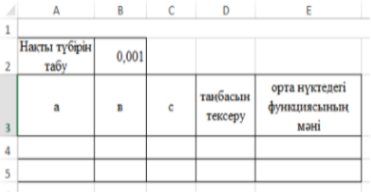 A B C D E
1
Нақты түбірін
табу
0,001
2
a в c
таңбасын
тексеру
орта нүктедегі
функциясының
мәні
3
4
5